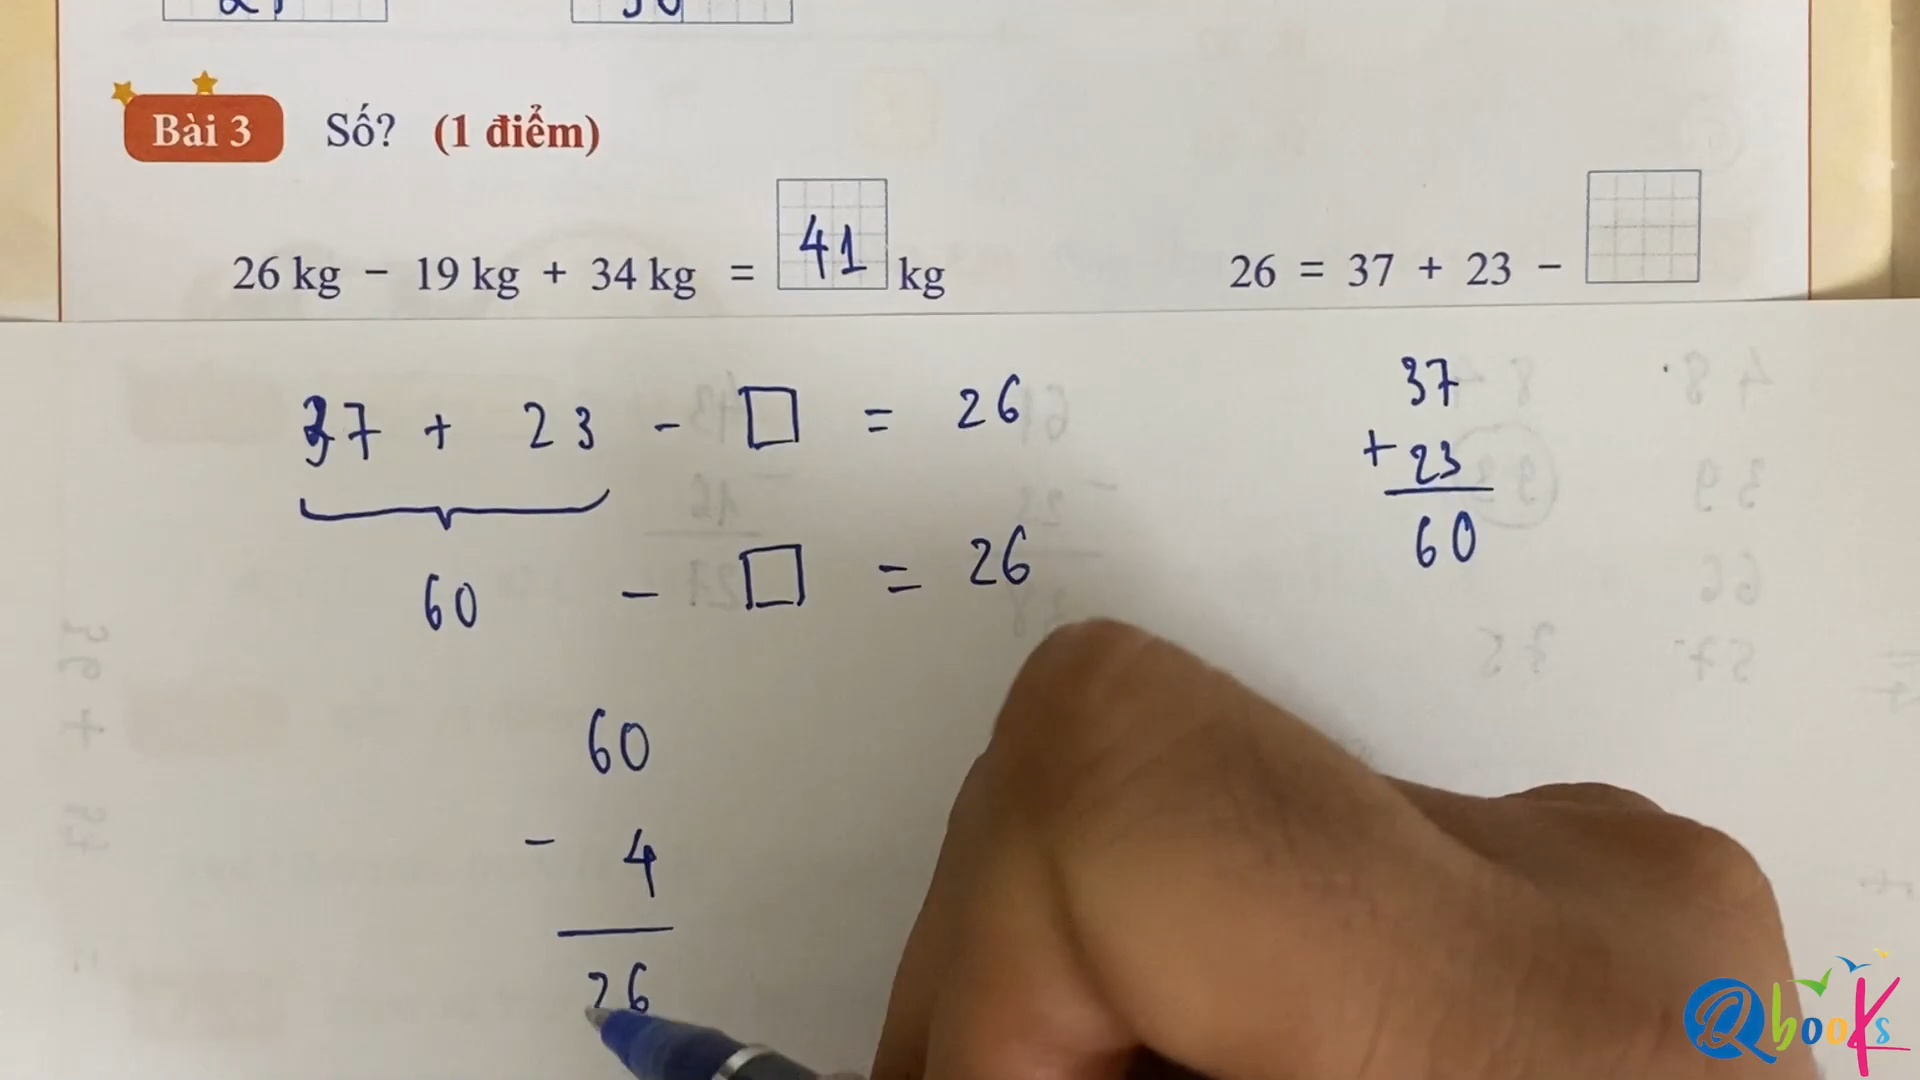 Bài 3 Số? (1 điểm)
26 kg − 19 kg + 34 kg = 41 kg
26 = 37 + 23 −
37 + 23 − □ = 26
60 − □ = 26
37
+ 23
60
60
− 4
26
Qbooks